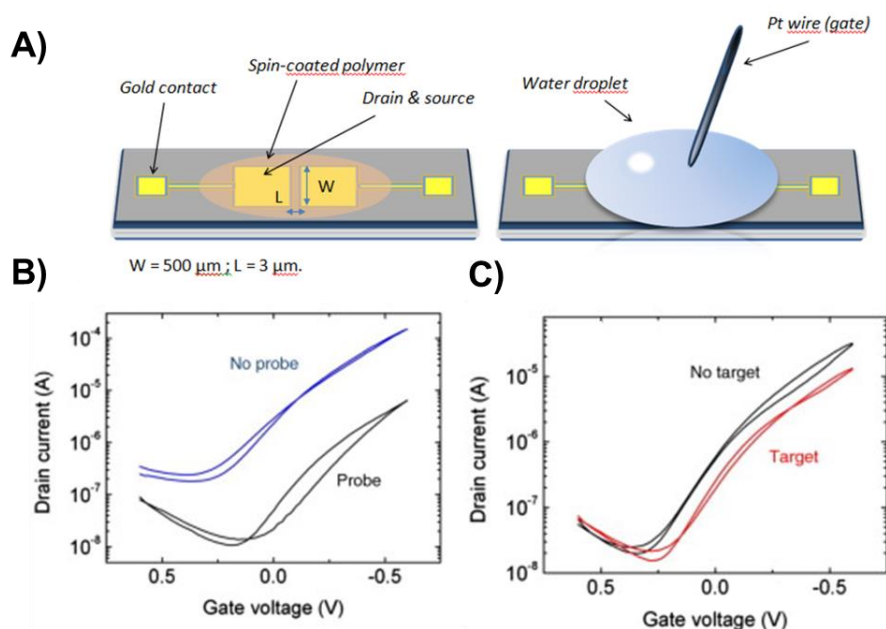 A)
Gold contact
Spin-coated polymer
Drain & source
L
W
W = 500 µm ; L = 3 µm.
Water droplet
Pt wire (gate)
B)
10⁻⁴
10⁻⁵
10⁻⁶
10⁻⁷
10⁻⁸
Drain current (A)
No probe
Probe
0.5 0.0 -0.5
Gate voltage (V)
C)
10⁻⁵
10⁻⁶
10⁻⁷
10⁻⁸
Drain current (A)
No target
Target
0.5 0.0 -0.5
Gate voltage (V)